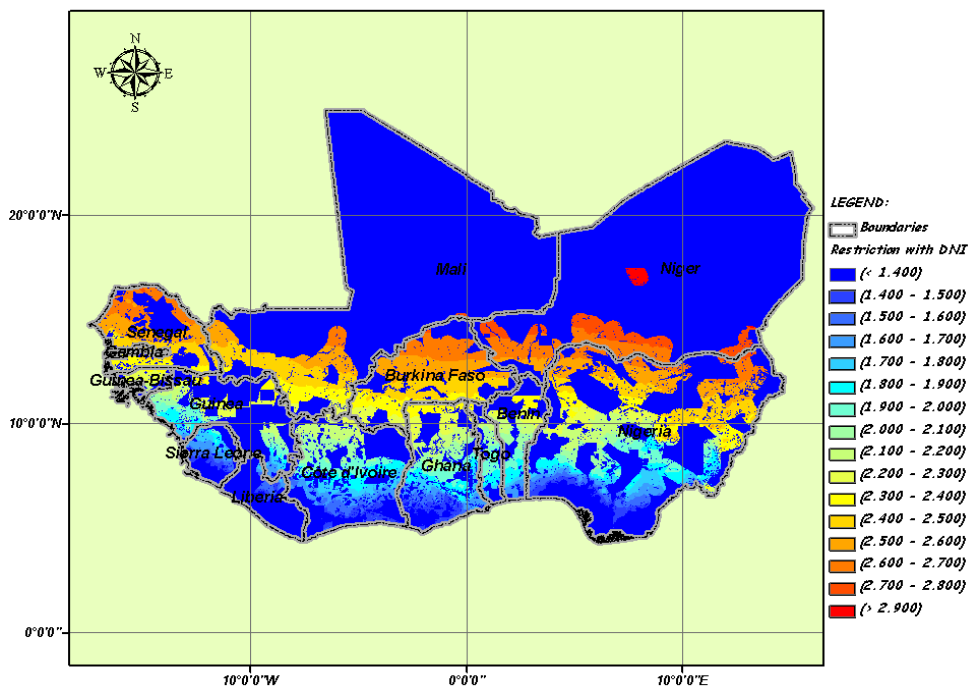 N
W E
S
20°0'0"N
10°0'0"N
0°0'0"
10°0'0"W
0°0'0"
10°0'0"E
Mali
Niger
Senegal
Gambia
Guinea-Bissau
Guinea
Sierra Leone
Liberia
Côte d'Ivoire
Burkina Faso
Ghana
Togo
Benin
Nigeria
LEGEND:
Boundaries
Restriction with DNI
(< 1.400)
(1.400 - 1.500)
(1.500 - 1.600)
(1.600 - 1.700)
(1.700 - 1.800)
(1.800 - 1.900)
(1.900 - 2.000)
(2.000 - 2.100)
(2.100 - 2.200)
(2.200 - 2.300)
(2.300 - 2.400)
(2.400 - 2.500)
(2.500 - 2.600)
(2.600 - 2.700)
(2.700 - 2.800)
(> 2.900)